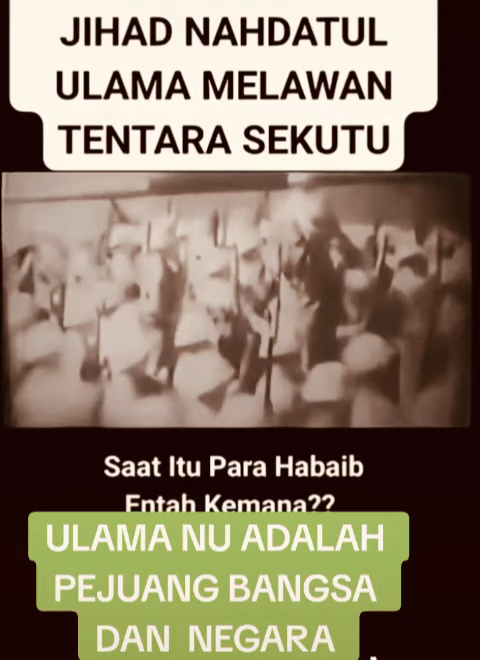 JIHAD NAHDATUL
ULAMA MELAWAN
TENTARA SEKUTU
Saat Itu Para Habaib
Entah Kemana??
ULAMA NU ADALAH
PEJUANG BANGSA
DAN NEGARA